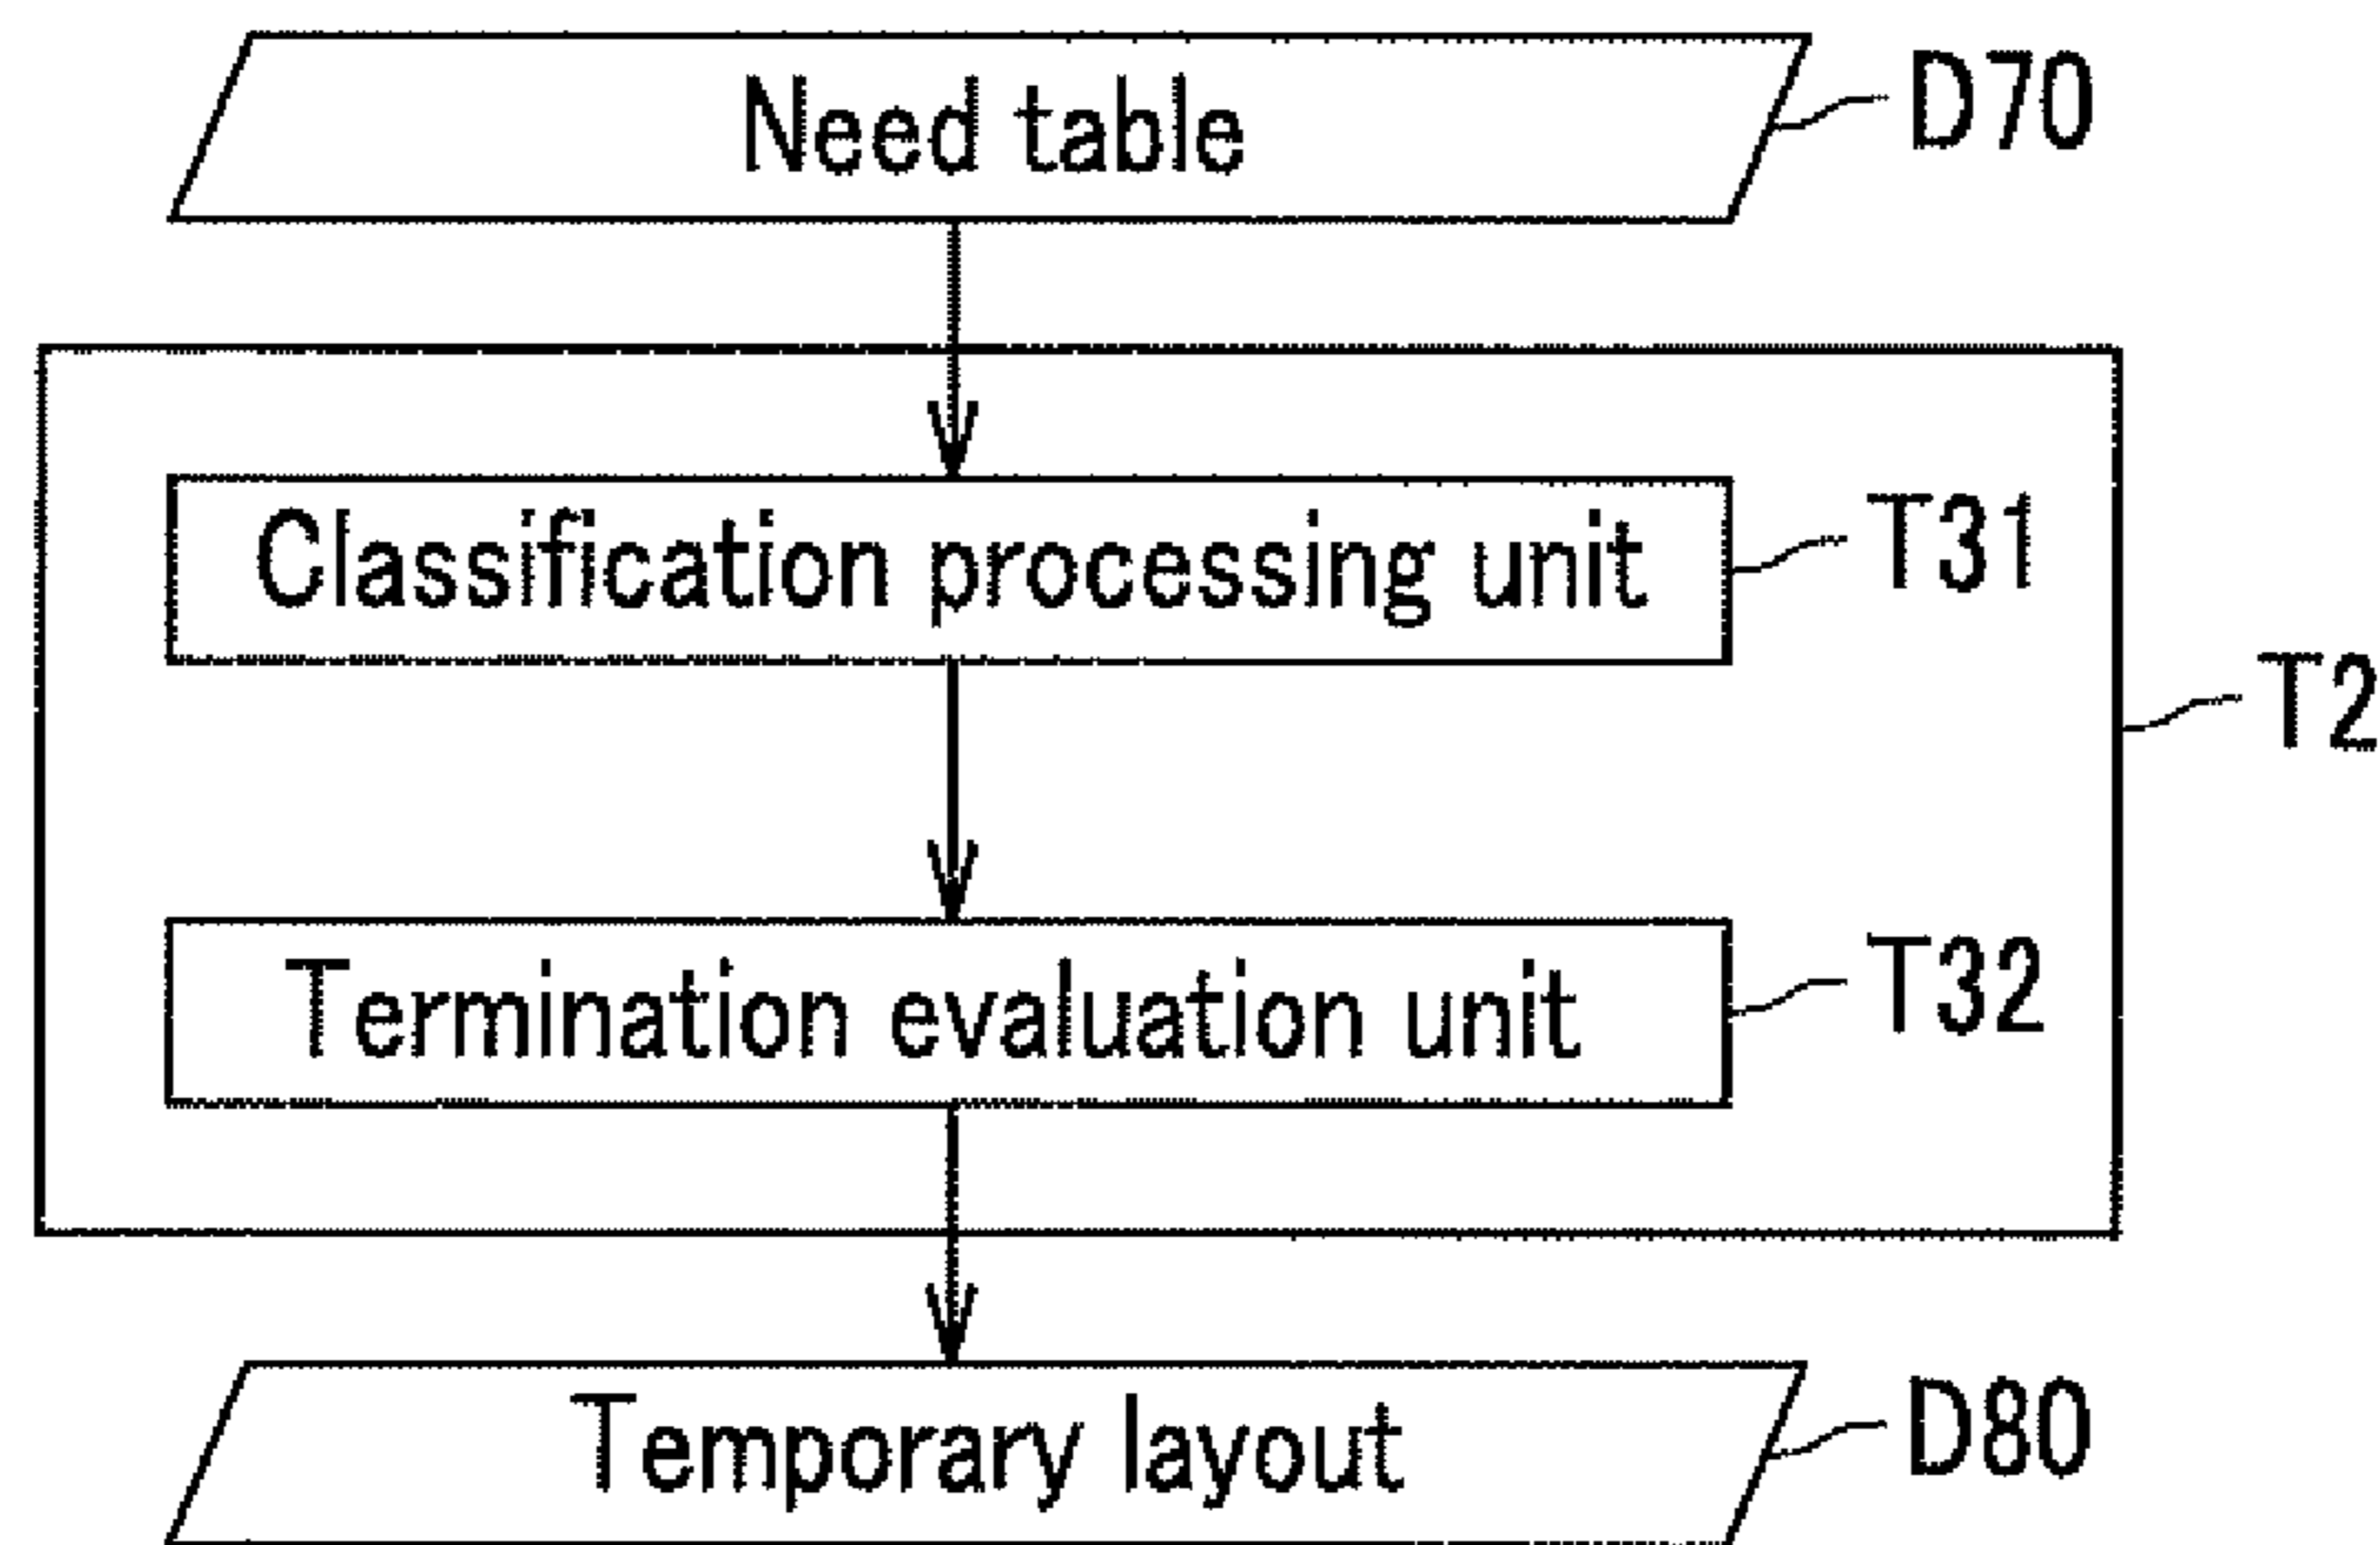 Need table
D70
Classification processing unit
T31
T2
Termination evaluation unit
T32
Temporary layout
D80